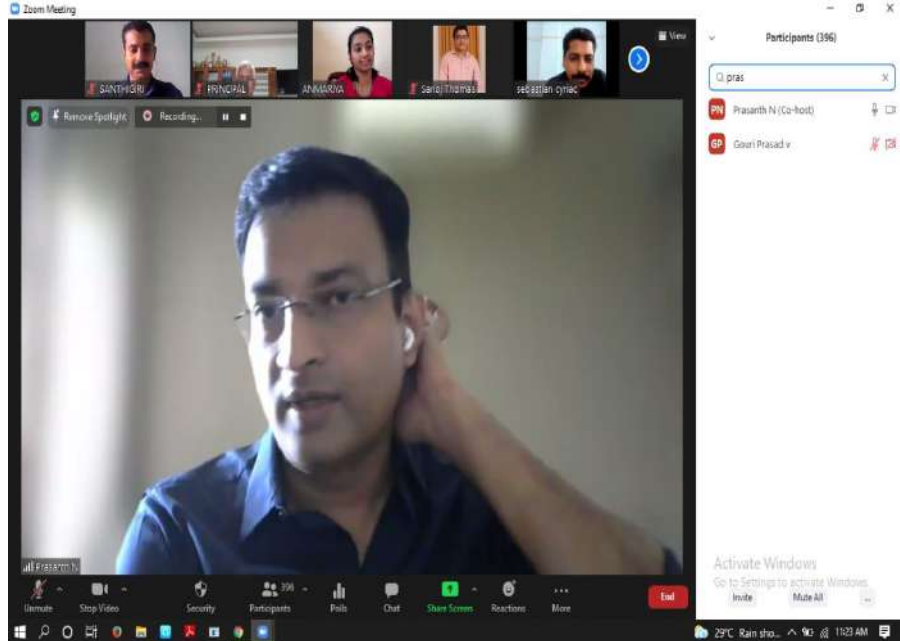 Zoom Meeting
SANTHIGIRI
PRINCIPAL
ANMARIYA
Saroj Thomas
sebastian cyriac
View
Remove Spotlight
Recording...
Participants (396)
pras
PN Prasanth N (Co-host)
GP Gouri Prasad v
Prasanth N
Activate Windows
Go to Settings to activate Windows.
Invite Mute All ...
Unmute Stop Video Security Participants 396 Polls Chat Share Screen Reactions More End
29°C Rain sho... 11:23 AM